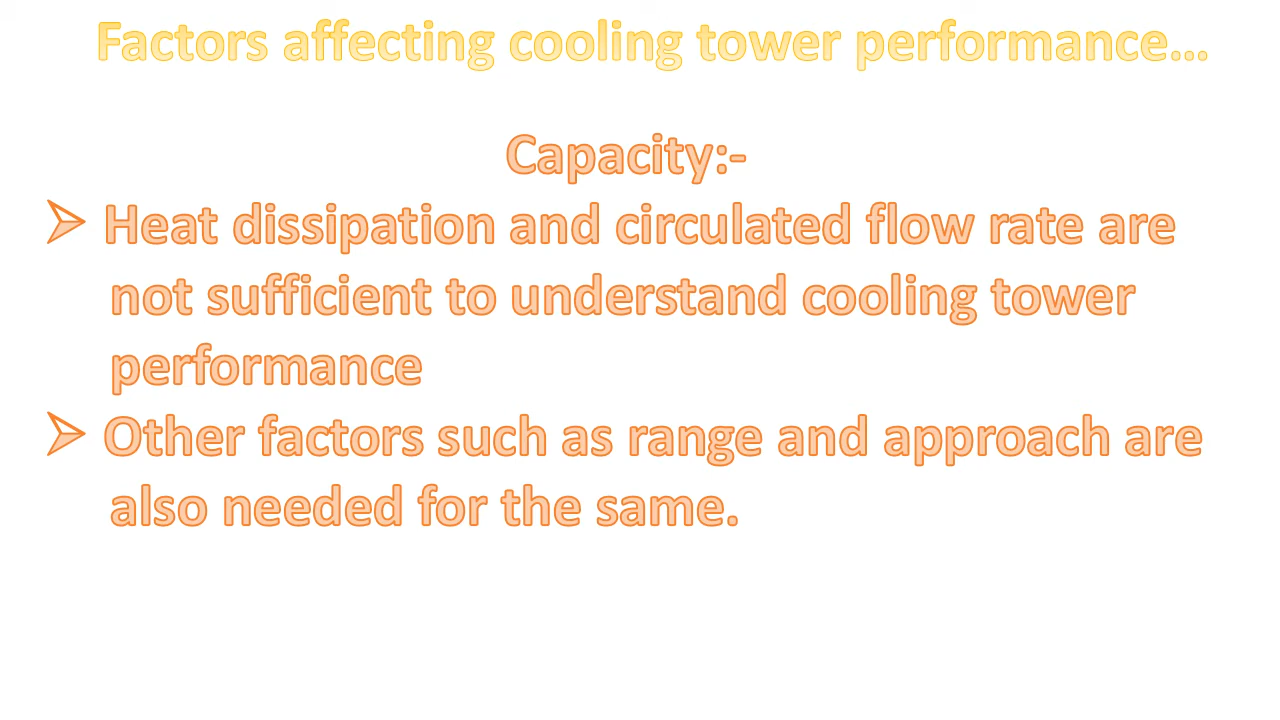 Factors affecting cooling tower performance...
Capacity:-
➢ Heat dissipation and circulated flow rate are
not sufficient to understand cooling tower
performance
➢ Other factors such as range and approach are
also needed for the same.